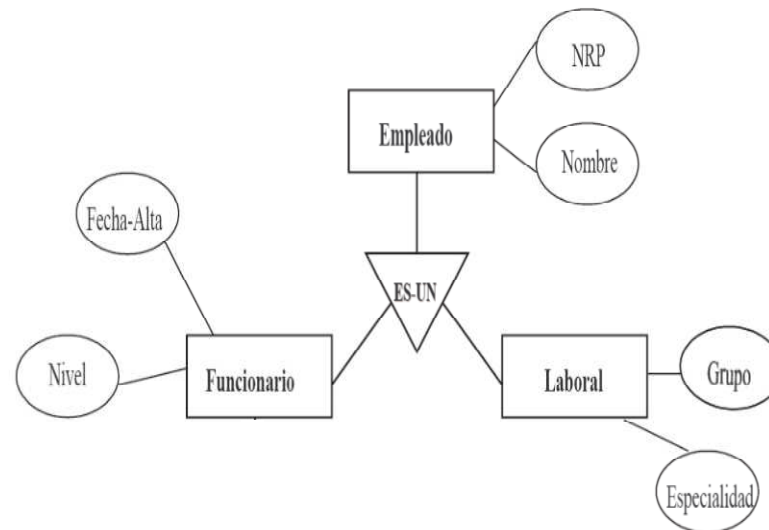 NRP
Empleado
Nombre
Fecha-Alta
ES-UN
Nivel
Funcionario
Laboral
Grupo
Especialidad